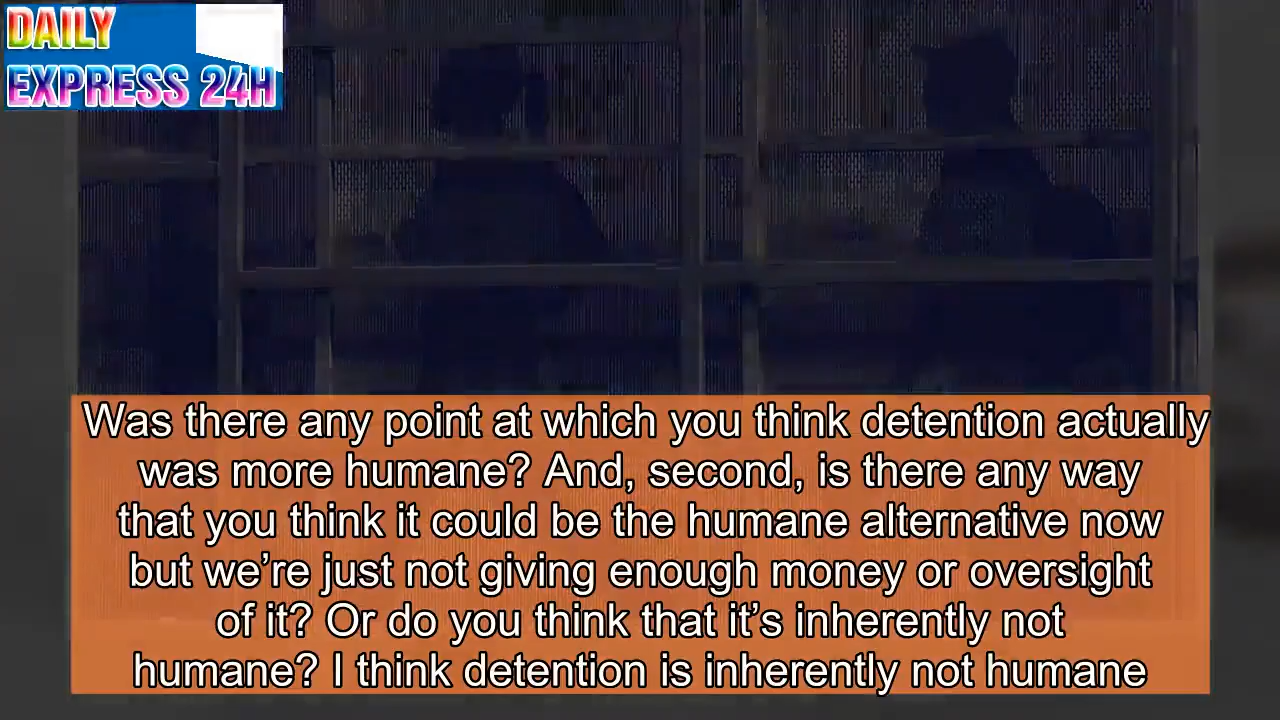 DAILY
EXPRESS 24H
Was there any point at which you think detention actually
was more humane? And, second, is there any way
that you think it could be the humane alternative now
but we’re just not giving enough money or oversight
of it? Or do you think that it’s inherently not
humane? I think detention is inherently not humane